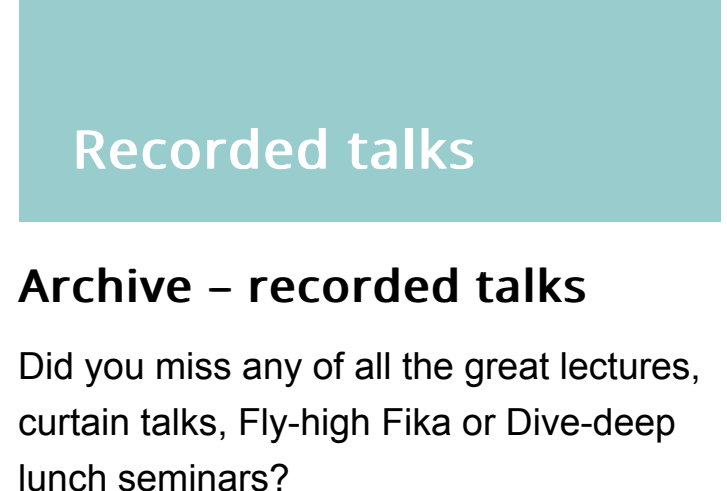 Recorded talks
Archive – recorded talks
Did you miss any of all the great lectures,
curtain talks, Fly-high Fika or Dive-deep
lunch seminars?